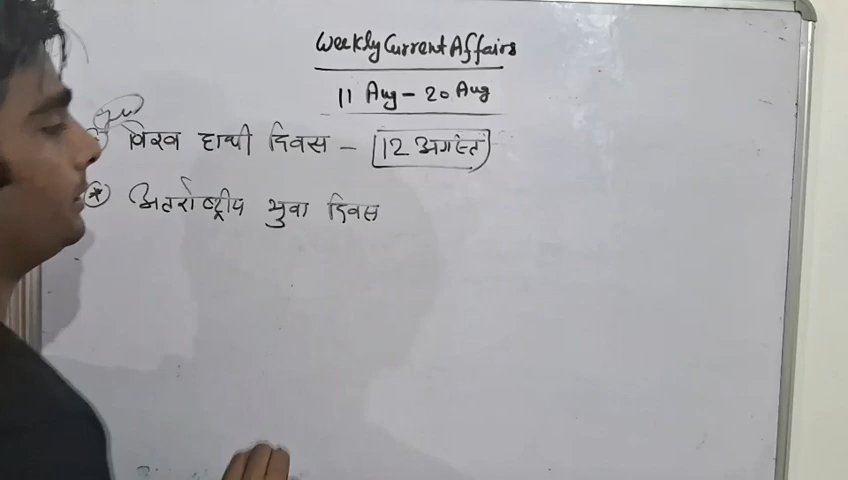 Weekly Current Affairs
11 Aug - 20 Aug
विश्व हाथी दिवस - 12 अगस्त
* अंतर्राष्ट्रीय युवा दिवस